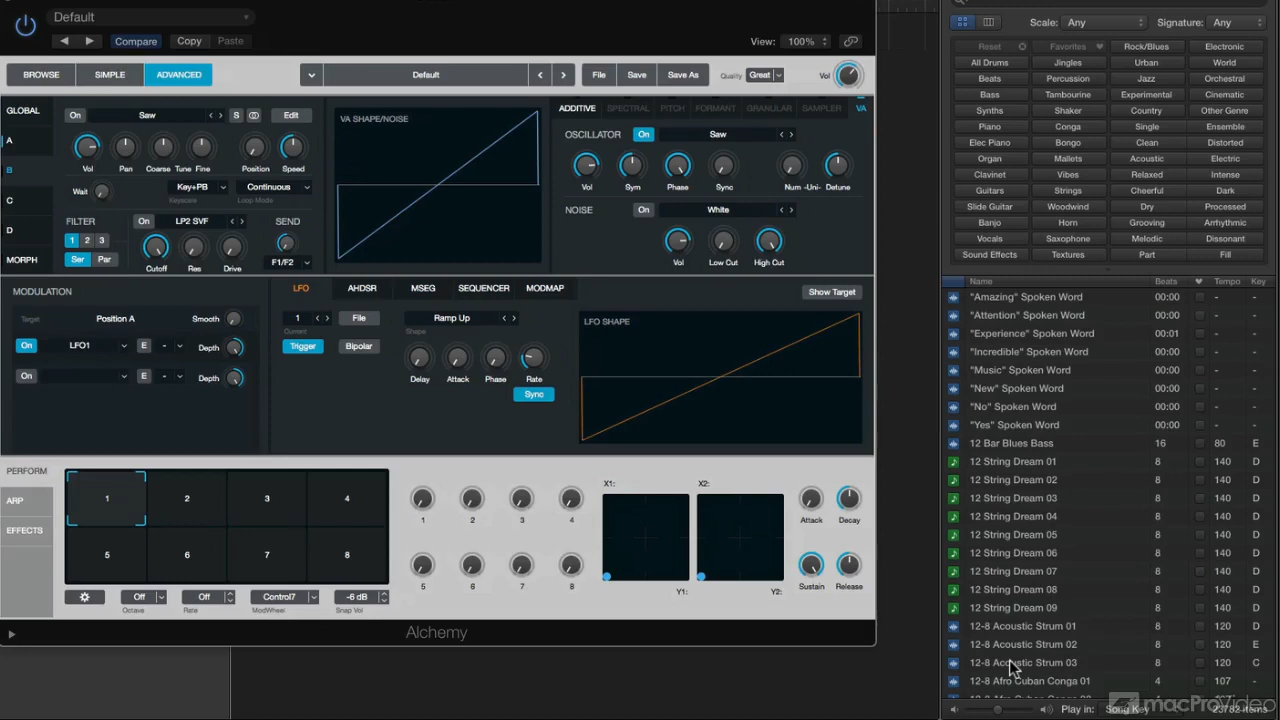 Default
Compare Copy Paste View: 100%
BROWSE SIMPLE ADVANCED Default File Save Save As Quality Great Vol
GLOBAL
A
B
C
D
MORPH
On Saw S Edit
Vol Pan Coarse Tune Fine Position Speed
Wait Key+PB Continuous
Keyscale Loop Mode
FILTER On LP2 SVF SEND
1 2 3
Ser Par Cutoff Res Drive F1/F2
VA SHAPE/NOISE
ADDITIVE SPECTRAL PITCH FORMANT GRANULAR SAMPLER VA
OSCILLATOR On Saw
Vol Sym Phase Sync Num -Uni- Detune
NOISE On White
Vol Low Cut High Cut
MODULATION
Target Position A Smooth
On LFO1 E - Depth
On E - Depth
LFO AHDSR MSEG SEQUENCER MODMAP Show Target
1 File Ramp Up
Current Shape
Trigger Bipolar
Delay Attack Phase Rate
Sync
LFO SHAPE
PERFORM
ARP
EFFECTS
1 2 3 4
5 6 7 8
Off Off Control7 -6 dB
Octave Rate ModWheel Snap Vol
1 2 3 4
5 6 7 8
X1: X2:
Y1: Y2:
Attack Decay
Sustain Release
Alchemy
Scale: Any Signature: Any
Reset Favorites Rock/Blues Electronic
All Drums Jingles Urban World
Beats Percussion Jazz Orchestral
Bass Tambourine Experimental Cinematic
Synths Shaker Country Other Genre
Piano Conga Single Ensemble
Elec Piano Bongo Clean Distorted
Organ Mallets Acoustic Electric
Clavinet Vibes Relaxed Intense
Guitars Strings Cheerful Dark
Slide Guitar Woodwind Dry Processed
Banjo Horn Grooving Arrhythmic
Vocals Saxophone Melodic Dissonant
Sound Effects Textures Part Fill
Name Beats Tempo Key
"Amazing" Spoken Word 00:00 - -
"Attention" Spoken Word 00:00 - -
"Experience" Spoken Word 00:01 - -
"Incredible" Spoken Word 00:00 - -
"Music" Spoken Word 00:00 - -
"New" Spoken Word 00:00 - -
"No" Spoken Word 00:00 - -
"Yes" Spoken Word 00:00 - -
12 Bar Blues Bass 16 80 E
12 String Dream 01 8 140 D
12 String Dream 02 8 140 D
12 String Dream 03 8 140 D
12 String Dream 04 8 140 D
12 String Dream 05 8 140 D
12 String Dream 06 8 140 D
12 String Dream 07 8 140 D
12 String Dream 08 8 140 D
12 String Dream 09 8 140 D
12-8 Acoustic Strum 01 8 120 D
12-8 Acoustic Strum 02 8 120 E
12-8 Acoustic Strum 03 8 120 C
12-8 Afro Cuban Conga 01 4 107 -
Play in: Song Key 23782 items
macProVideo